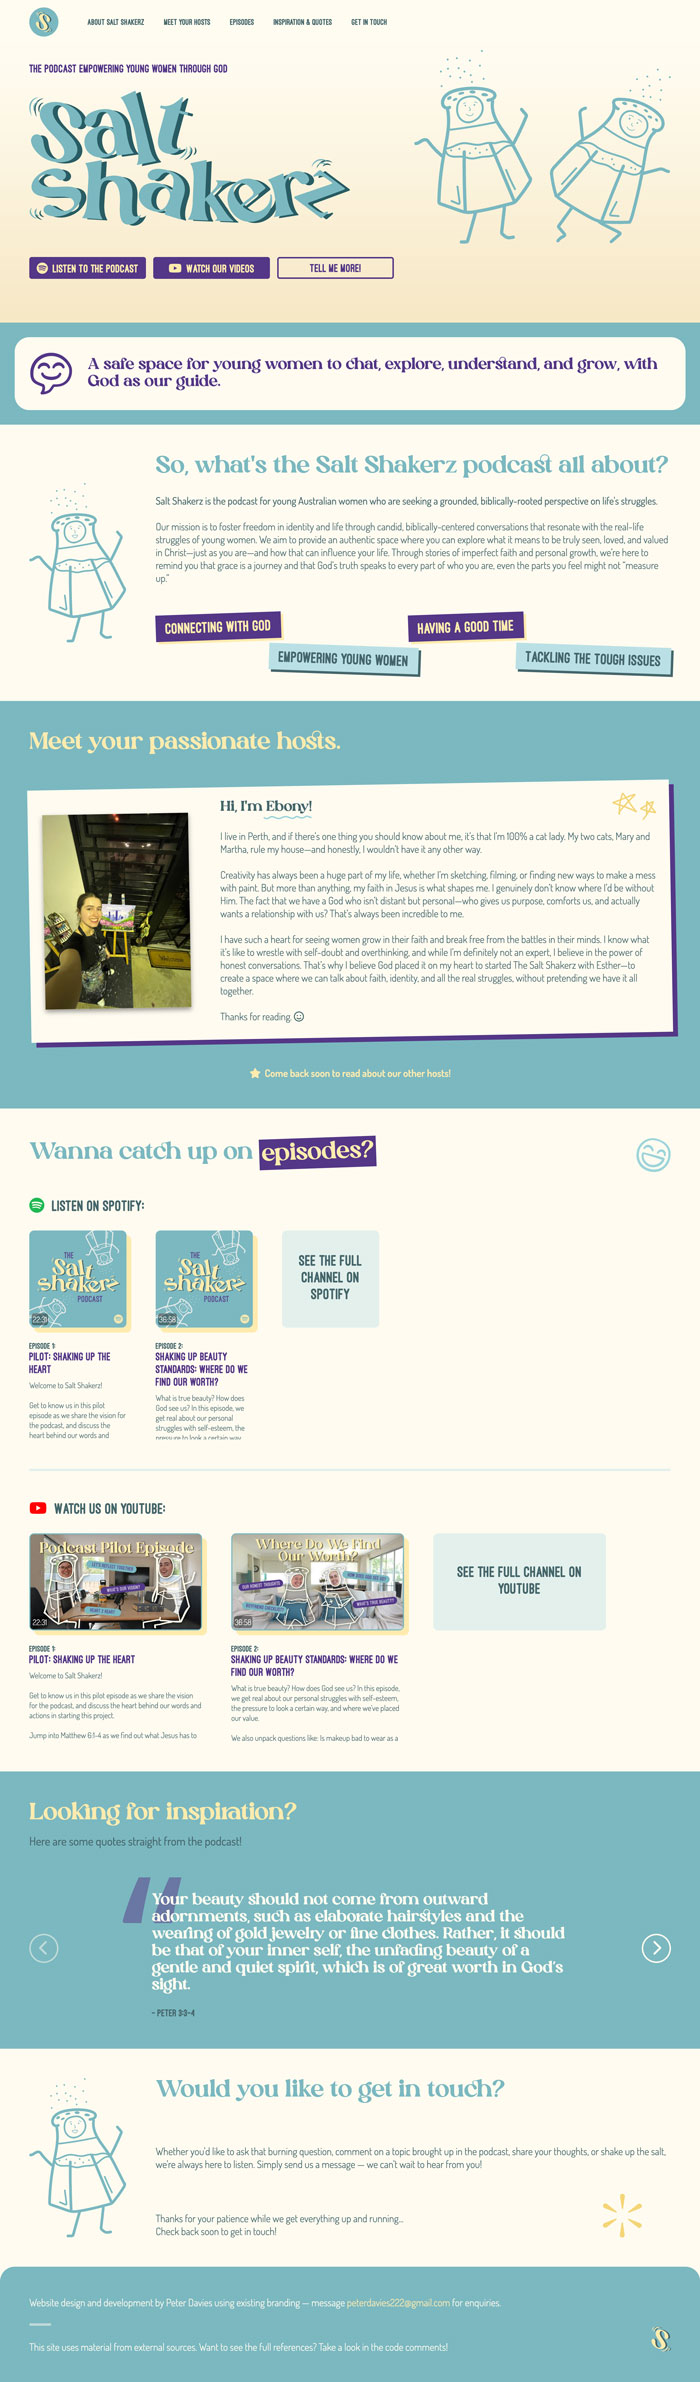 S
ABOUT SALT SHAKERZ
MEET YOUR HOSTS
EPISODES
INSPIRATION & QUOTES
GET IN TOUCH
THE PODCAST EMPOWERING YOUNG WOMEN THROUGH GOD
Salt
Shakerz
LISTEN TO THE PODCAST
WATCH OUR VIDEOS
TELL ME MORE!
A safe space for young women to chat, explore, understand, and grow, with
God as our guide.
So, what's the Salt Shakerz podcast all about?
Salt Shakerz is the podcast for young Australian women who are seeking a grounded, biblically-rooted perspective on life's struggles.
Our mission is to foster freedom in identity and life through candid, biblically-centered conversations that resonate with the real-life
struggles of young women. We aim to provide an authentic space where you can explore what it means to be truly seen, loved, and valued
in Christ—just as you are—and how that can influence your life. Through stories of imperfect faith and personal growth, we're here to
remind you that grace is a journey and that God's truth speaks to every part of who you are, even the parts you feel might not "measure
up."
CONNECTING WITH GOD
HAVING A GOOD TIME
EMPOWERING YOUNG WOMEN
TACKLING THE TOUGH ISSUES
Meet your passionate hosts.
Hi, I'm Ebony!
I live in Perth, and if there's one thing you should know about me, it's that I'm 100% a cat lady. My two cats, Mary and
Martha, rule my house—and honestly, I wouldn't have it any other way.
Creativity has always been a huge part of my life, whether I'm sketching, filming, or finding new ways to make a mess
with paint. But more than anything, my faith in Jesus is what shapes me. I genuinely don't know where I'd be without
Him. The fact that we have a God who isn't distant but personal—who gives us purpose, comforts us, and actually
wants a relationship with us? That's always been incredible to me.
I have such a heart for seeing women grow in their faith and break free from the battles in their minds. I know what
it's like to wrestle with self-doubt and overthinking, and while I'm definitely not an expert, I believe in the power of
honest conversations. That's why I believe God placed it on my heart to started The Salt Shakerz with Esther—to
create a space where we can talk about faith, identity, and all the real struggles, without pretending we have it all
together.
Thanks for reading.
Come back soon to read about our other hosts!
Wanna catch up on episodes?
LISTEN ON SPOTIFY:
THE
Salt
Shakerz
PODCAST
22:31
THE
Salt
Shakerz
PODCAST
36:58
SEE THE FULL
CHANNEL ON
SPOTIFY
EPISODE 1:
PILOT: SHAKING UP THE
HEART
Welcome to Salt Shakerz!
Get to know us in this pilot
episode as we share the vision for
the podcast, and discuss the
heart behind our words and
EPISODE 2:
SHAKING UP BEAUTY
STANDARDS: WHERE DO WE
FIND OUR WORTH?
What is true beauty? How does
God see us? In this episode, we
get real about our personal
struggles with self-esteem, the
pressure to look a certain way,
WATCH US ON YOUTUBE:
Podcast Pilot Episode
LET'S INFLUENCE TOGETHER
WHAT'S OUR VISION?
22:31
Where Do We Find
Our Worth?
OUR HONEST THOUGHTS
WHAT'S TRUE BEAUTY?
36:58
SEE THE FULL CHANNEL ON
YOUTUBE
EPISODE 1:
PILOT: SHAKING UP THE HEART
Welcome to Salt Shakerz!
Get to know us in this pilot episode as we share the vision
for the podcast, and discuss the heart behind our words and
actions in starting this project.
Jump into Matthew 6:1-4 as we find out what Jesus has to
EPISODE 2:
SHAKING UP BEAUTY STANDARDS: WHERE DO WE
FIND OUR WORTH?
What is true beauty? How does God see us? In this episode,
we get real about our personal struggles with self-esteem,
the pressure to look a certain way, and where we've placed
our value.
We also unpack questions like: Is makeup bad to wear as a
Looking for inspiration?
Here are some quotes straight from the podcast!
Your beauty should not come from outward
adornments, such as elaborate hairstyles and the
wearing of gold jewelry or fine clothes. Rather, it should
be that of your inner self, the unfading beauty of a
gentle and quiet spirit, which is of great worth in God's
sight.
- PETER 3:3-4
Would you like to get in touch?
Whether you'd like to ask that burning question, comment on a topic brought up in the podcast, share your thoughts, or shake up the salt,
we're always here to listen. Simply send us a message — we can't wait to hear from you!
Thanks for your patience while we get everything up and running...
Check back soon to get in touch!
Website design and development by Peter Davies using existing branding — message peterdavies222@gmail.com for enquiries.
This site uses material from external sources. Want to see the full references? Take a look in the code comments!
S